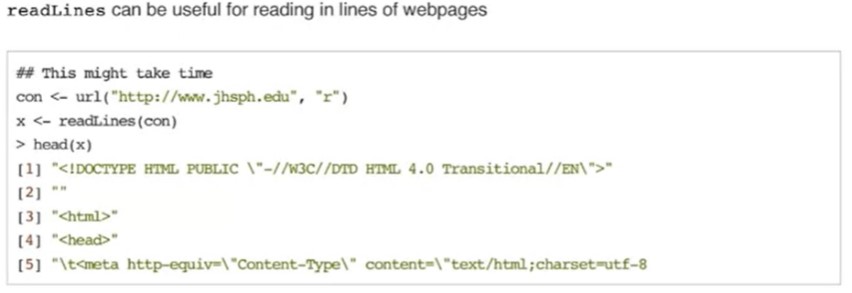 readLines can be useful for reading in lines of webpages
## This might take time
con <- url("http://www.jhsph.edu", "r")
x <- readLines(con)
> head(x)
[1] "<!DOCTYPE HTML PUBLIC \"-//W3C//DTD HTML 4.0 Transitional//EN\">"
[2] ""
[3] "<html>"
[4] "<head>"
[5] "\t<meta http-equiv=\"Content-Type\" content=\"text/html;charset=utf-8